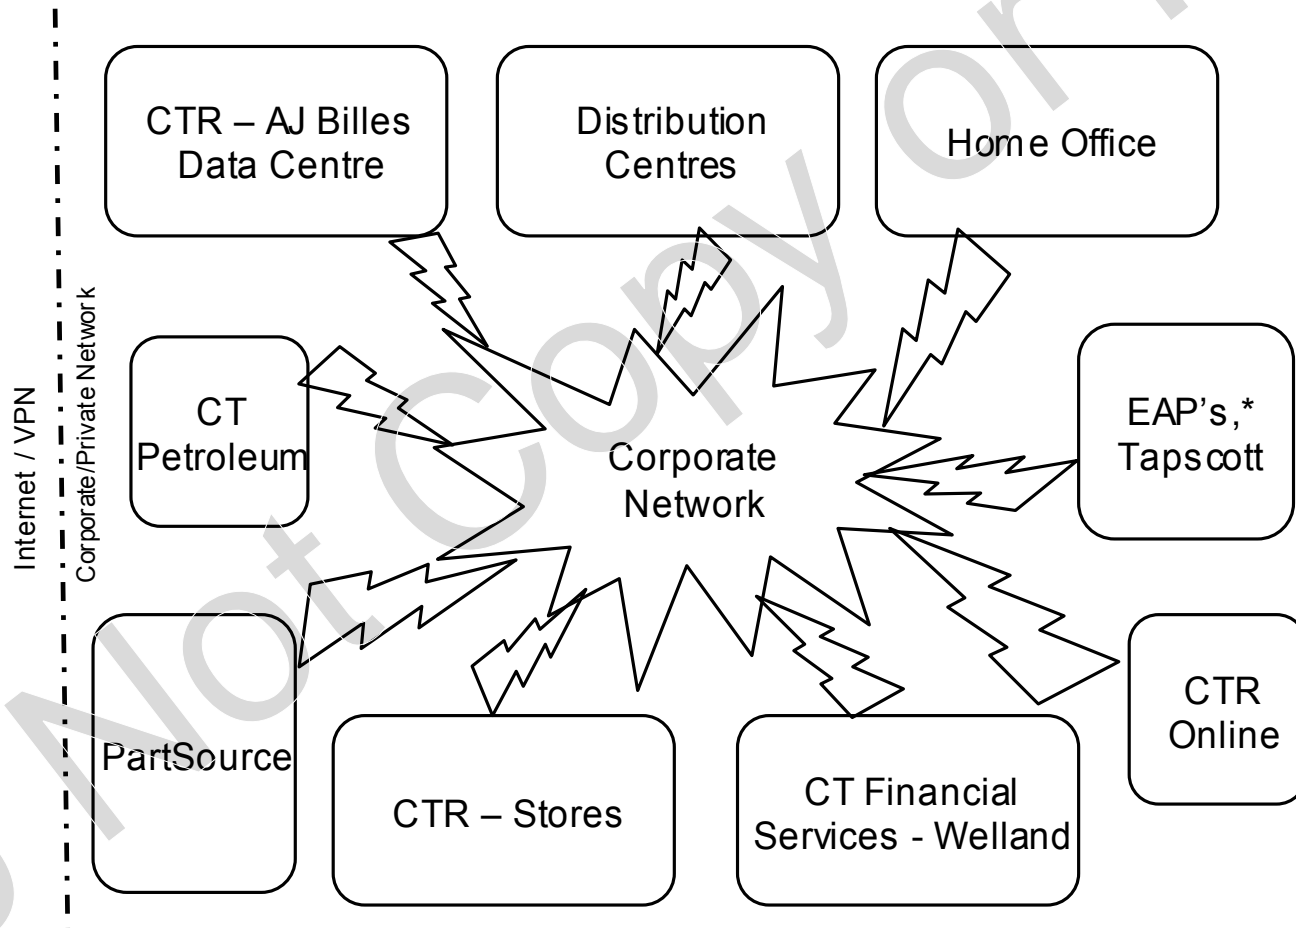 CTR – AJ Billes
Data Centre
Distribution
Centres
Home Office
Internet / VPN
Corporate/Private Network
CT
Petroleum
Corporate
Network
EAP's,*
Tapscott
PartSource
CTR – Stores
CT Financial
Services - Welland
CTR
Online
Not Copy or